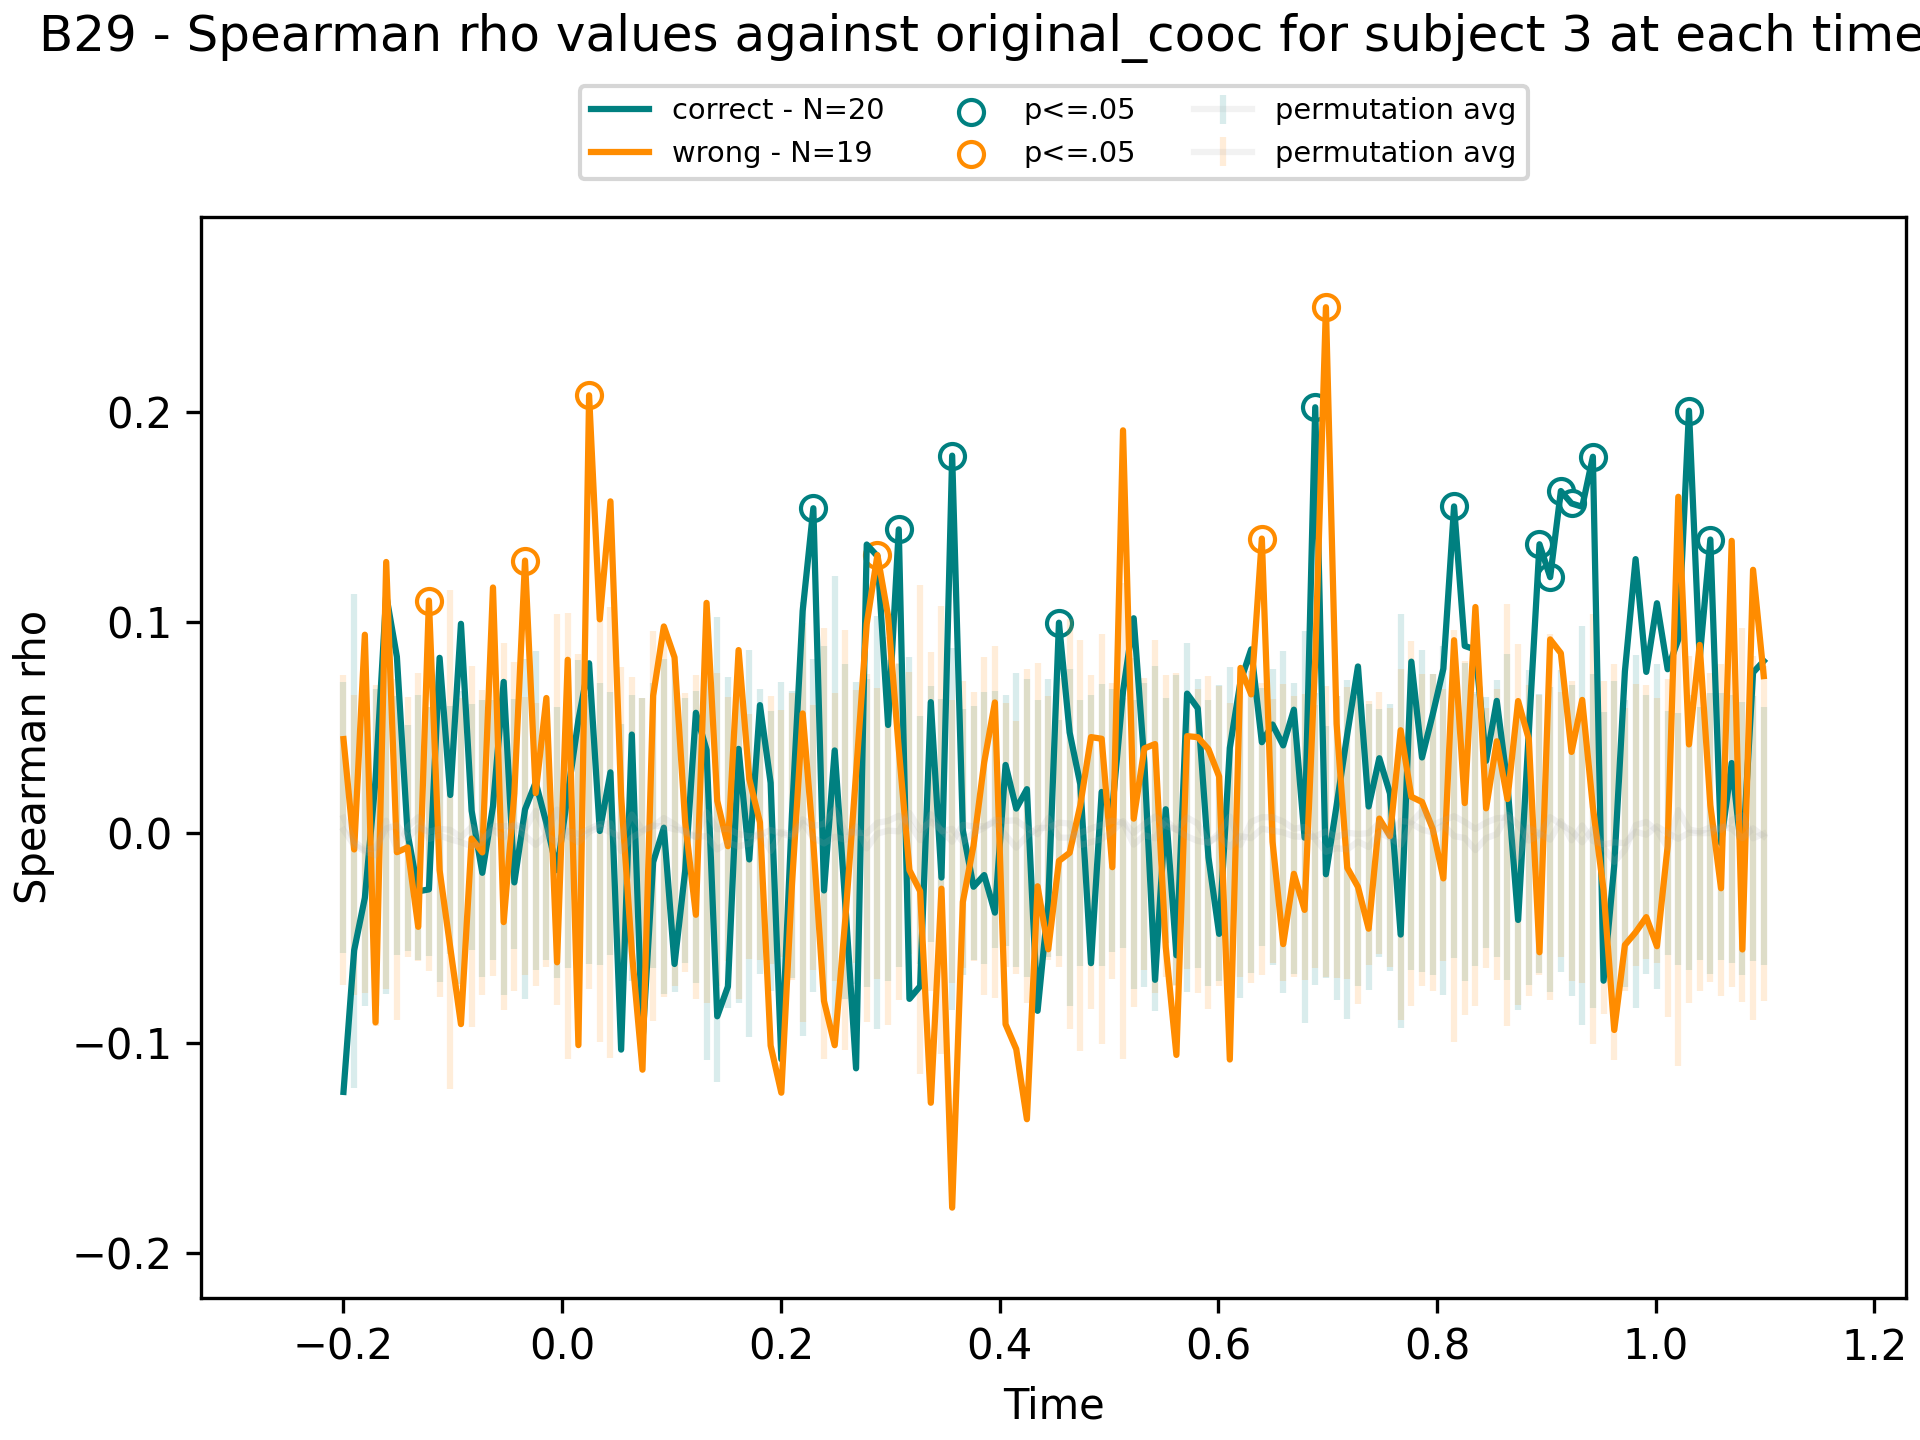 B29 - Spearman rho values against original_cooc for subject 3 at each time
correct - N=20
wrong - N=19
p<=.05
p<=.05
permutation avg
permutation avg
Spearman rho
0.2
0.1
0.0
−0.1
−0.2
−0.2 0.0 0.2 0.4 0.6 0.8 1.0 1.2
Time